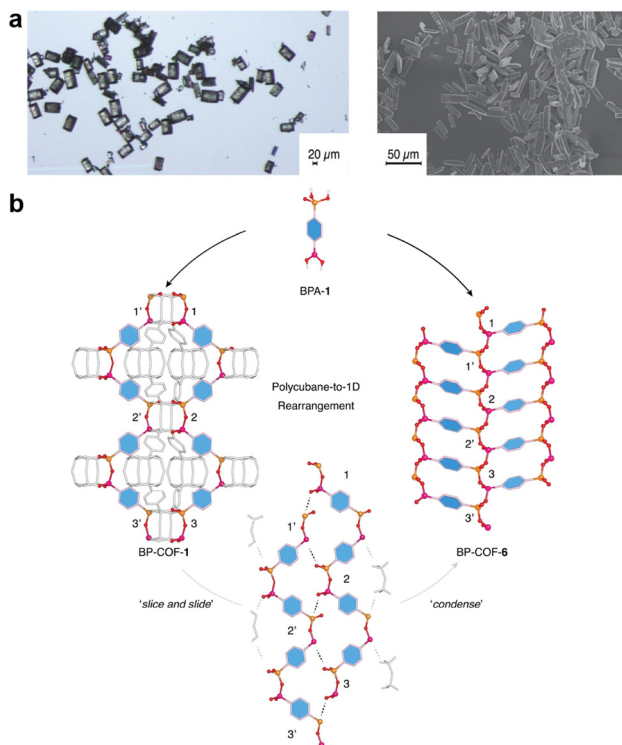 a
20 µm
50 µm
b
BPA-1
1' 1
1
1'
2' 2
Polycubane-to-1D
Rearrangement
2
2'
3
3' 3
3'
BP-COF-1
BP-COF-6
1
1'
2
2'
3
3'
'slice and slide'
'condense'